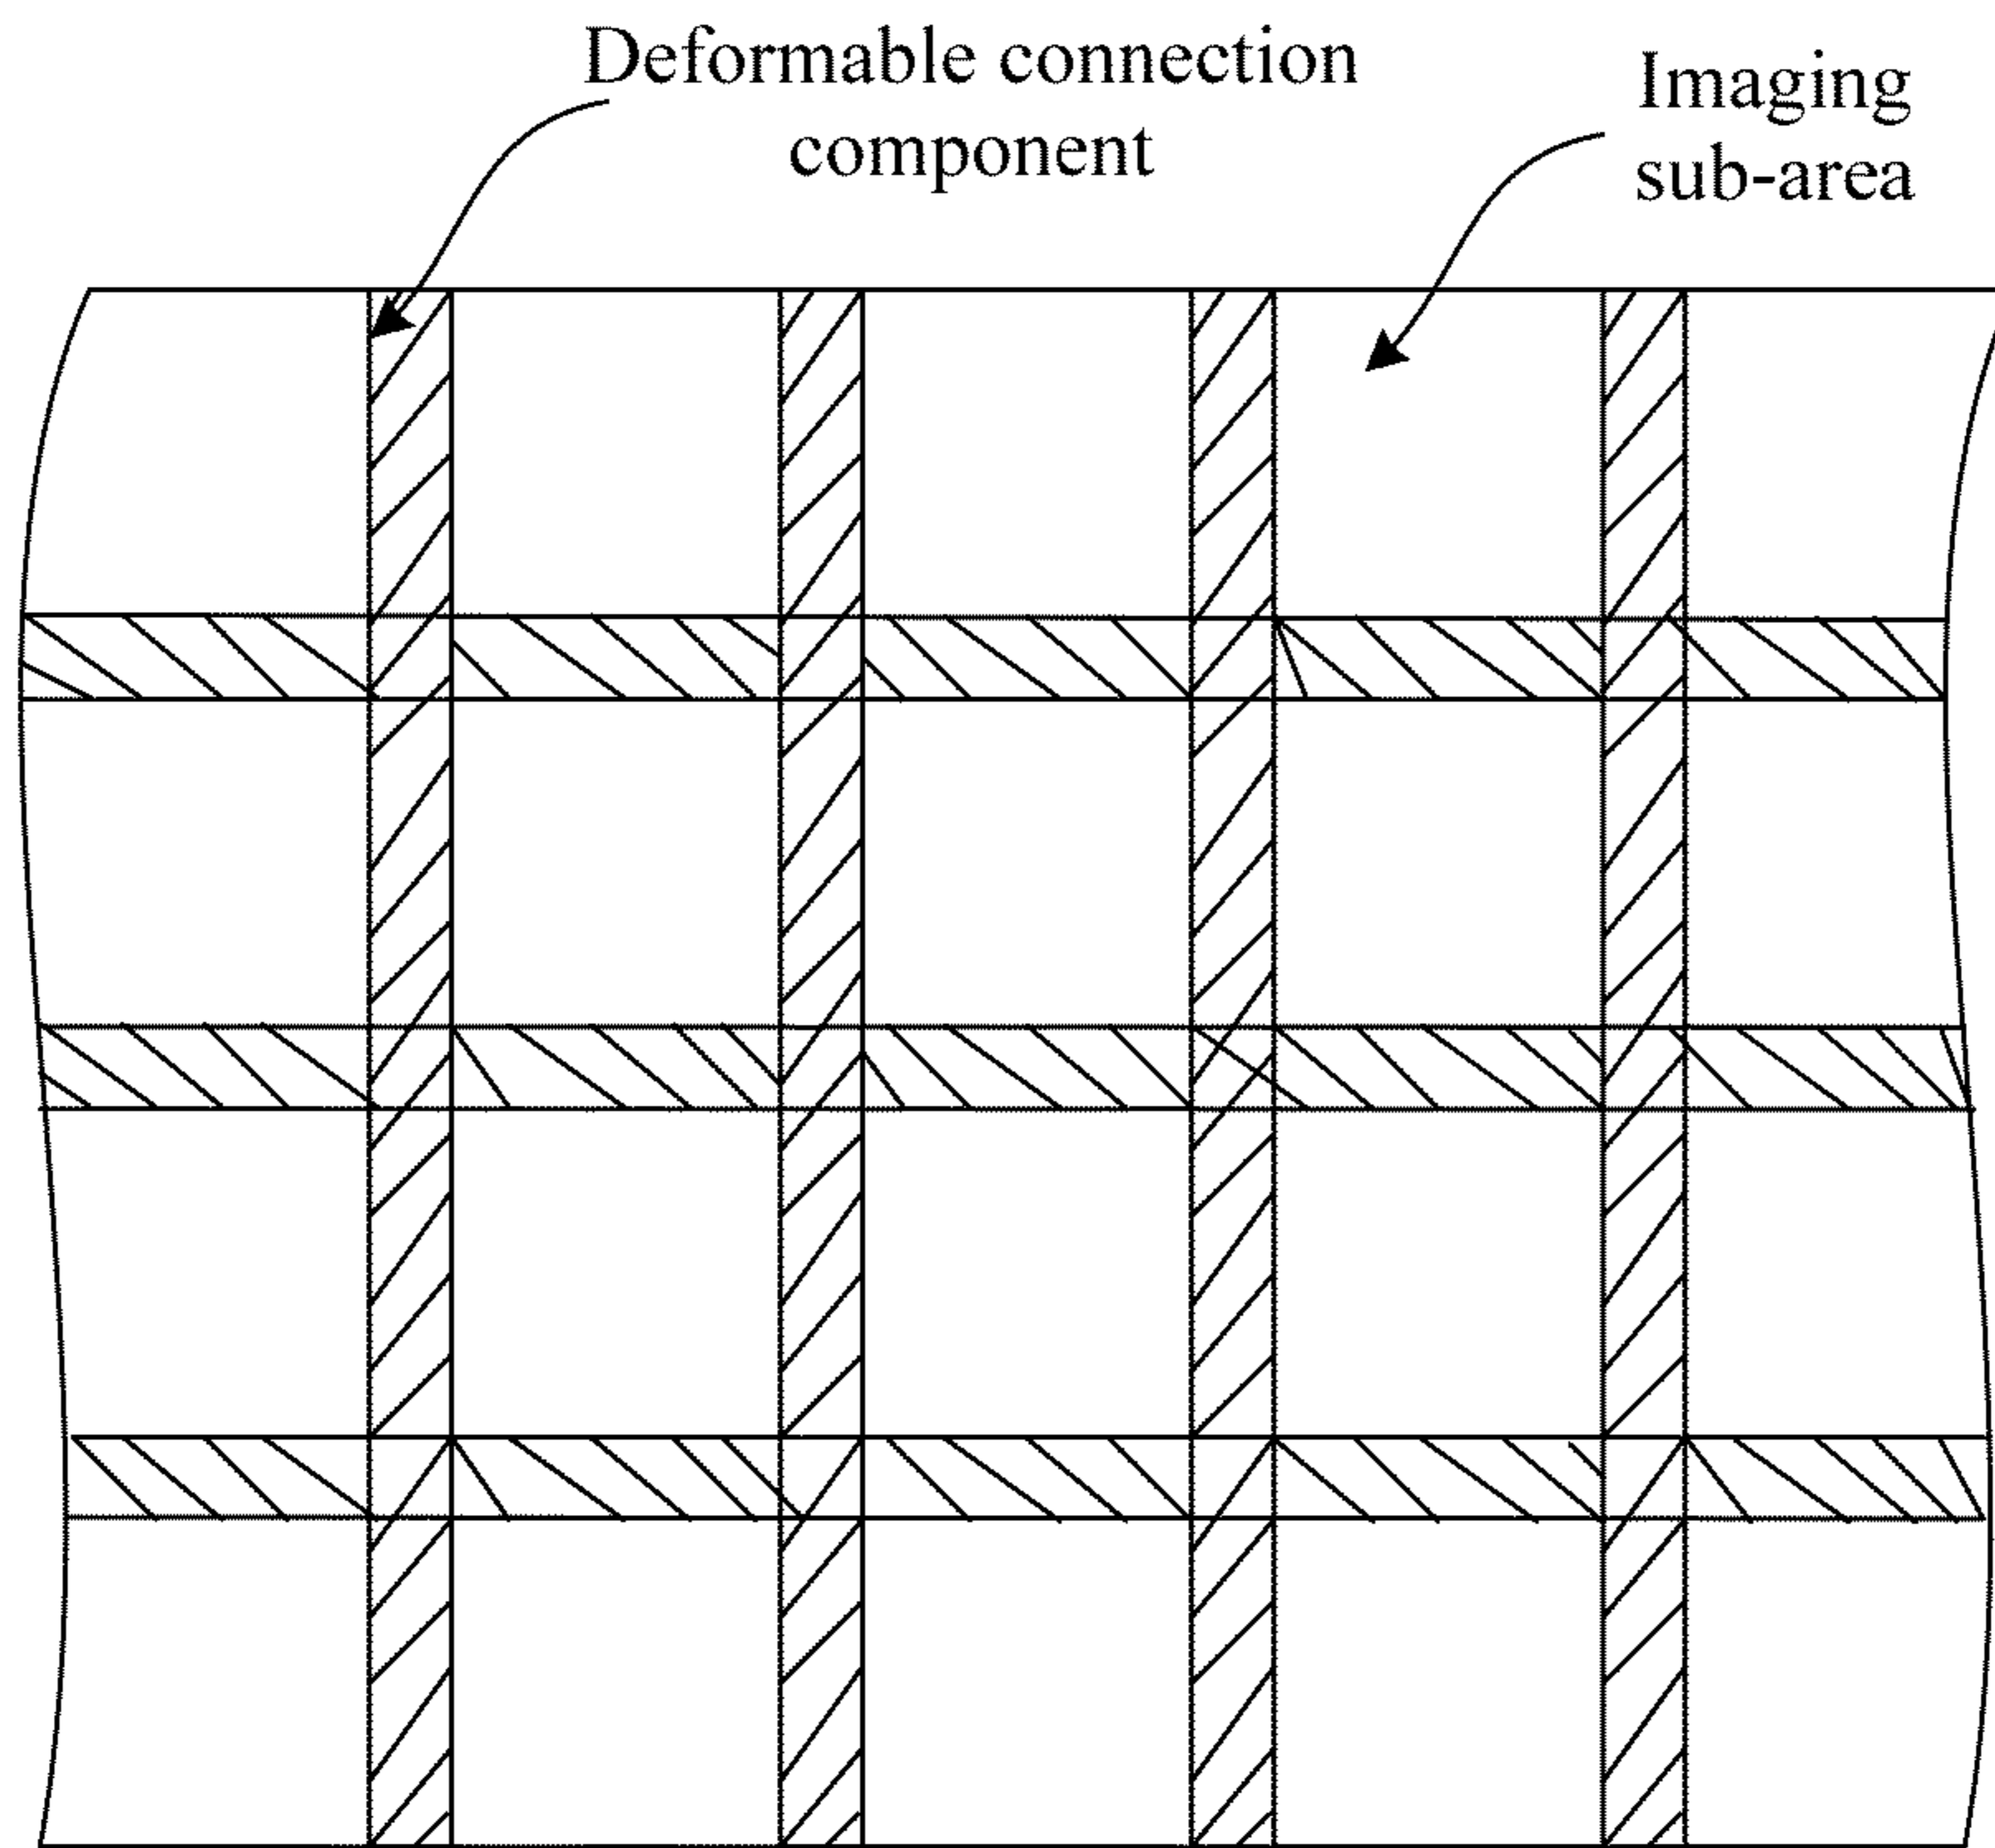 Deformable connection
component
Imaging
sub-area